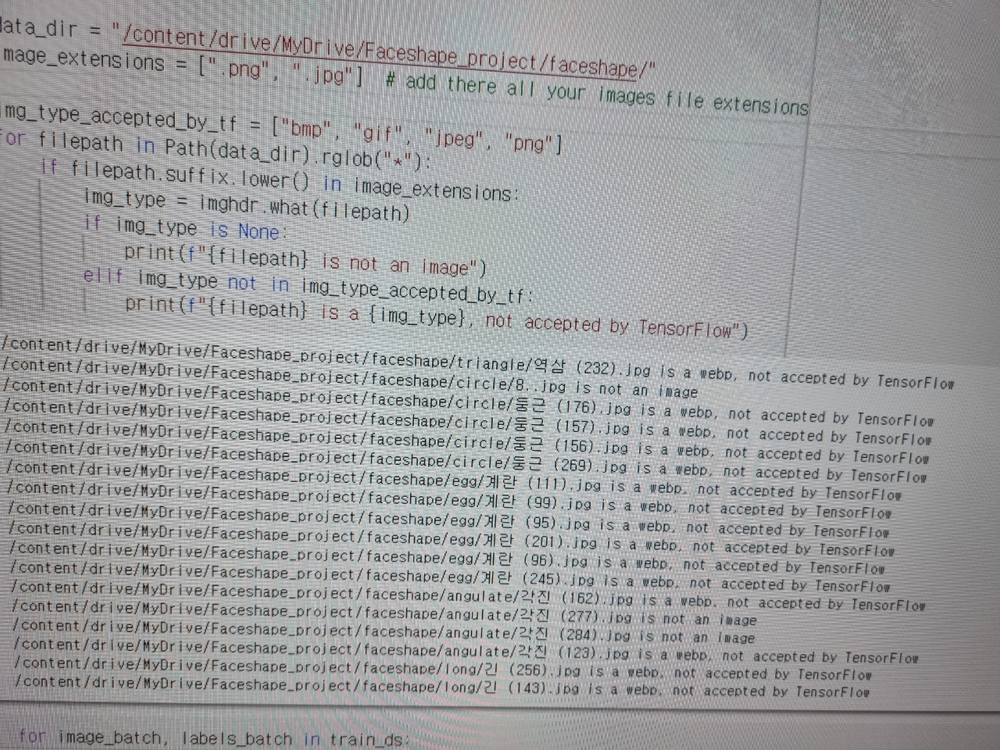 data_dir = "/content/drive/MyDrive/Faceshape_project/faceshape/"
mage_extensions = [".png", ".jpg"]  # add there all your images file extensions
img_type_accepted_by_tf = ["bmp", "gif", "jpeg", "png"]
for filepath in Path(data_dir).rglob("*"):
if filepath.suffix.lower() in image_extensions:
img_type = imghdr.what(filepath)
if img_type is None:
print(f"{filepath} is not an image")
elif img_type not in img_type_accepted_by_tf:
print(f"{filepath} is a {img_type}, not accepted by TensorFlow")
/content/drive/MyDrive/Faceshape_project/faceshape/triangle/역삼 (232).jpg is a webp, not accepted by TensorFlow
/content/drive/MyDrive/Faceshape_project/faceshape/circle/8..jpg is not an image
/content/drive/MyDrive/Faceshape_project/faceshape/circle/둥근 (176).jpg is a webp, not accepted by TensorFlow
/content/drive/MyDrive/Faceshape_project/faceshape/circle/둥근 (157).jpg is a webp, not accepted by TensorFlow
/content/drive/MyDrive/Faceshape_project/faceshape/circle/둥근 (156).jpg is a webp, not accepted by TensorFlow
/content/drive/MyDrive/Faceshape_project/faceshape/circle/둥근 (269).jpg is a webp, not accepted by TensorFlow
/content/drive/MyDrive/Faceshape_project/faceshape/egg/계란 (111).jpg is a webp, not accepted by TensorFlow
/content/drive/MyDrive/Faceshape_project/faceshape/egg/계란 (99).jpg is a webp, not accepted by TensorFlow
/content/drive/MyDrive/Faceshape_project/faceshape/egg/계란 (95).jpg is a webp, not accepted by TensorFlow
/content/drive/MyDrive/Faceshape_project/faceshape/egg/계란 (201).jpg is a webp, not accepted by TensorFlow
/content/drive/MyDrive/Faceshape_project/faceshape/egg/계란 (96).jpg is a webp, not accepted by TensorFlow
/content/drive/MyDrive/Faceshape_project/faceshape/egg/계란 (245).jpg is a webp, not accepted by TensorFlow
/content/drive/MyDrive/Faceshape_project/faceshape/angulate/각진 (162).jpg is a webp, not accepted by TensorFlow
/content/drive/MyDrive/Faceshape_project/faceshape/angulate/각진 (277).jpg is not an image
/content/drive/MyDrive/Faceshape_project/faceshape/angulate/각진 (284).jpg is not an image
/content/drive/MyDrive/Faceshape_project/faceshape/angulate/각진 (123).jpg is a webp, not accepted by TensorFlow
/content/drive/MyDrive/Faceshape_project/faceshape/long/긴 (256).jpg is a webp, not accepted by TensorFlow
/content/drive/MyDrive/Faceshape_project/faceshape/long/긴 (143).jpg is a webp, not accepted by TensorFlow
for image_batch, labels_batch in train_ds: